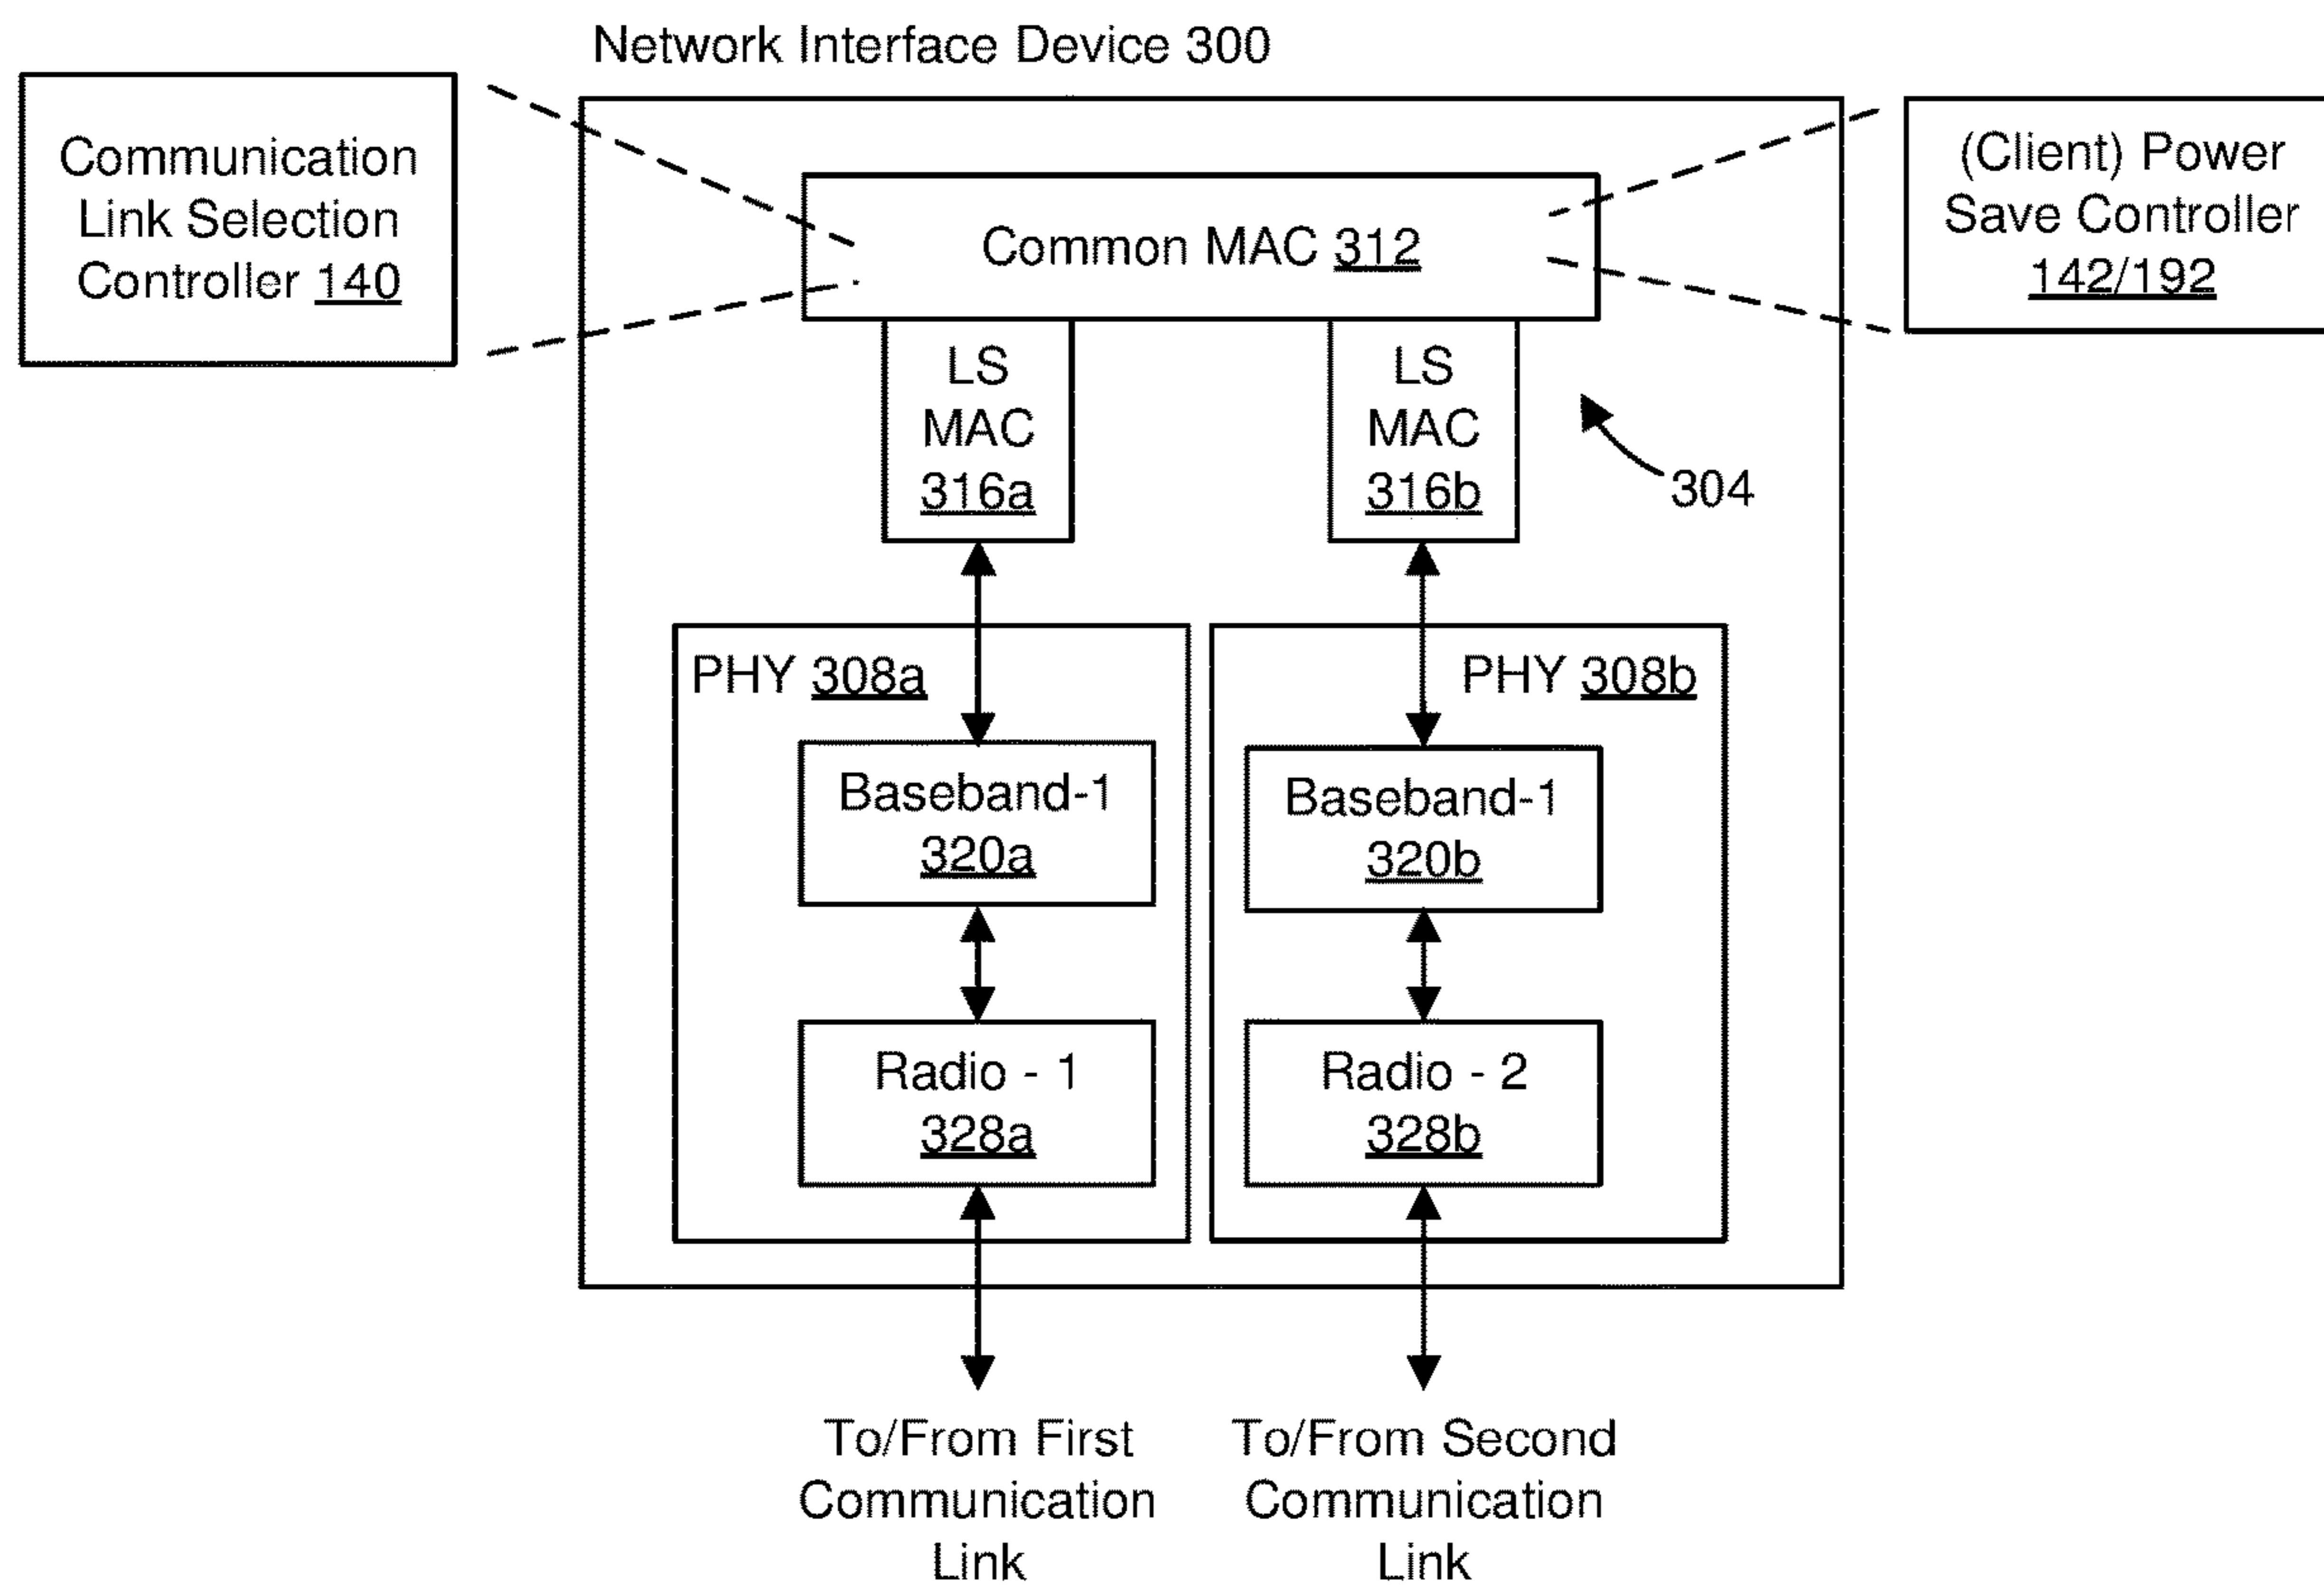 Network Interface Device 300
Communication
Link Selection
Controller 140
(Client) Power
Save Controller
142/192
Common MAC 312
LS
MAC
316a
LS
MAC
316b
304
PHY 308a
PHY 308b
Baseband-1
320a
Baseband-1
320b
Radio - 1
328a
Radio - 2
328b
To/From First
Communication
Link
To/From Second
Communication
Link